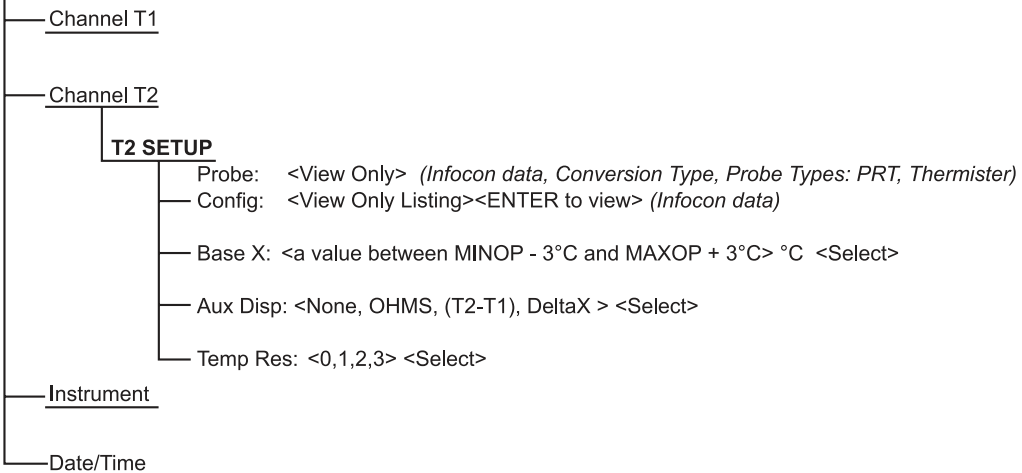 Channel T1
Channel T2
T2 SETUP
Probe: <View Only> (Infocon data, Conversion Type, Probe Types: PRT, Thermister)
Config: <View Only Listing><ENTER to view> (Infocon data)
Base X: <a value between MINOP - 3°C and MAXOP + 3°C> °C <Select>
Aux Disp: <None, OHMS, (T2-T1), DeltaX > <Select>
Temp Res: <0,1,2,3> <Select>
Instrument
Date/Time